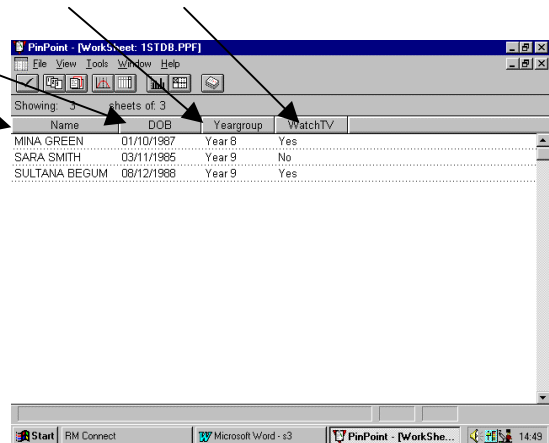 PinPoint - [WorkSheet: 1STDB.PPF]
File View Tools Window Help
Showing: 3 sheets of: 3
Name DOB Yeargroup WatchTV
MINA GREEN 01/10/1987 Year 8 Yes
SARA SMITH 03/11/1985 Year 9 No
SULTANA BEGUM 08/12/1988 Year 9 Yes
Start RM Connect Microsoft Word - s3 PinPoint - [WorkShe... 14:49